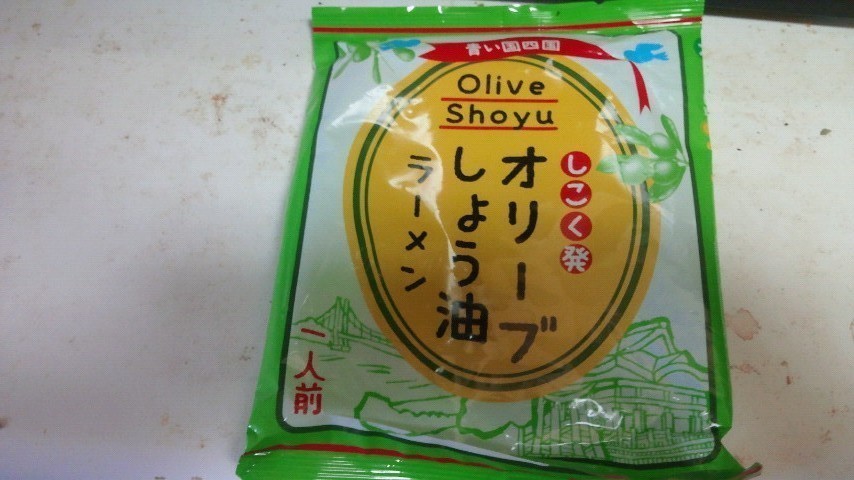 青い国四国
Olive
Shoyu
しこく発
オリーブ
しょう油
ラーメン
一人前